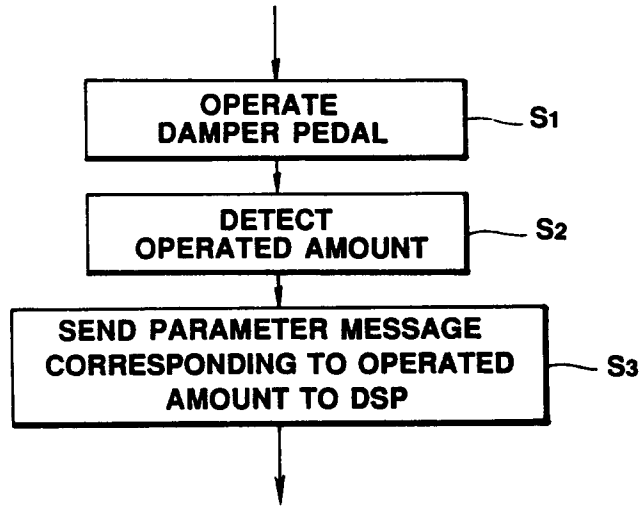 OPERATE
DAMPER PEDAL
S1
DETECT
OPERATED AMOUNT
S2
SEND PARAMETER MESSAGE
CORRESPONDING TO OPERATED
AMOUNT TO DSP
S3